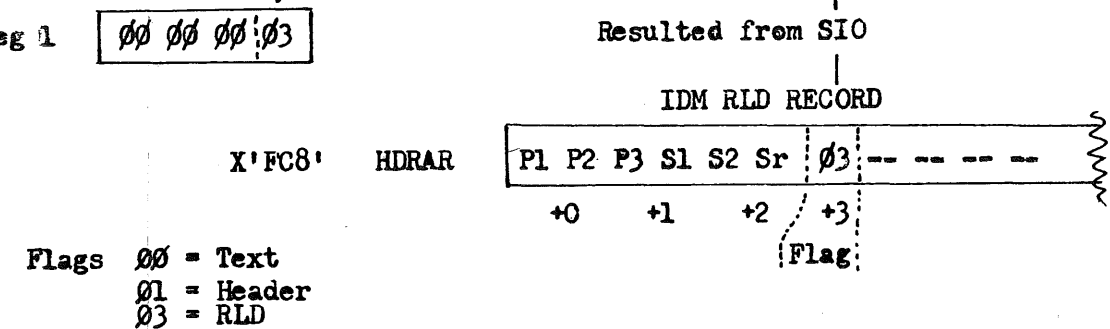 eg 1 ØØ ØØ ØØ Ø3
Resulted from SIO
IDM RLD RECORD
X'FC8' HDRAR P1 P2 P3 S1 S2 Sr Ø3 -- -- -- --
+0 +1 +2 +3
Flag
Flags ØØ = Text
Ø1 = Header
Ø3 = RLD